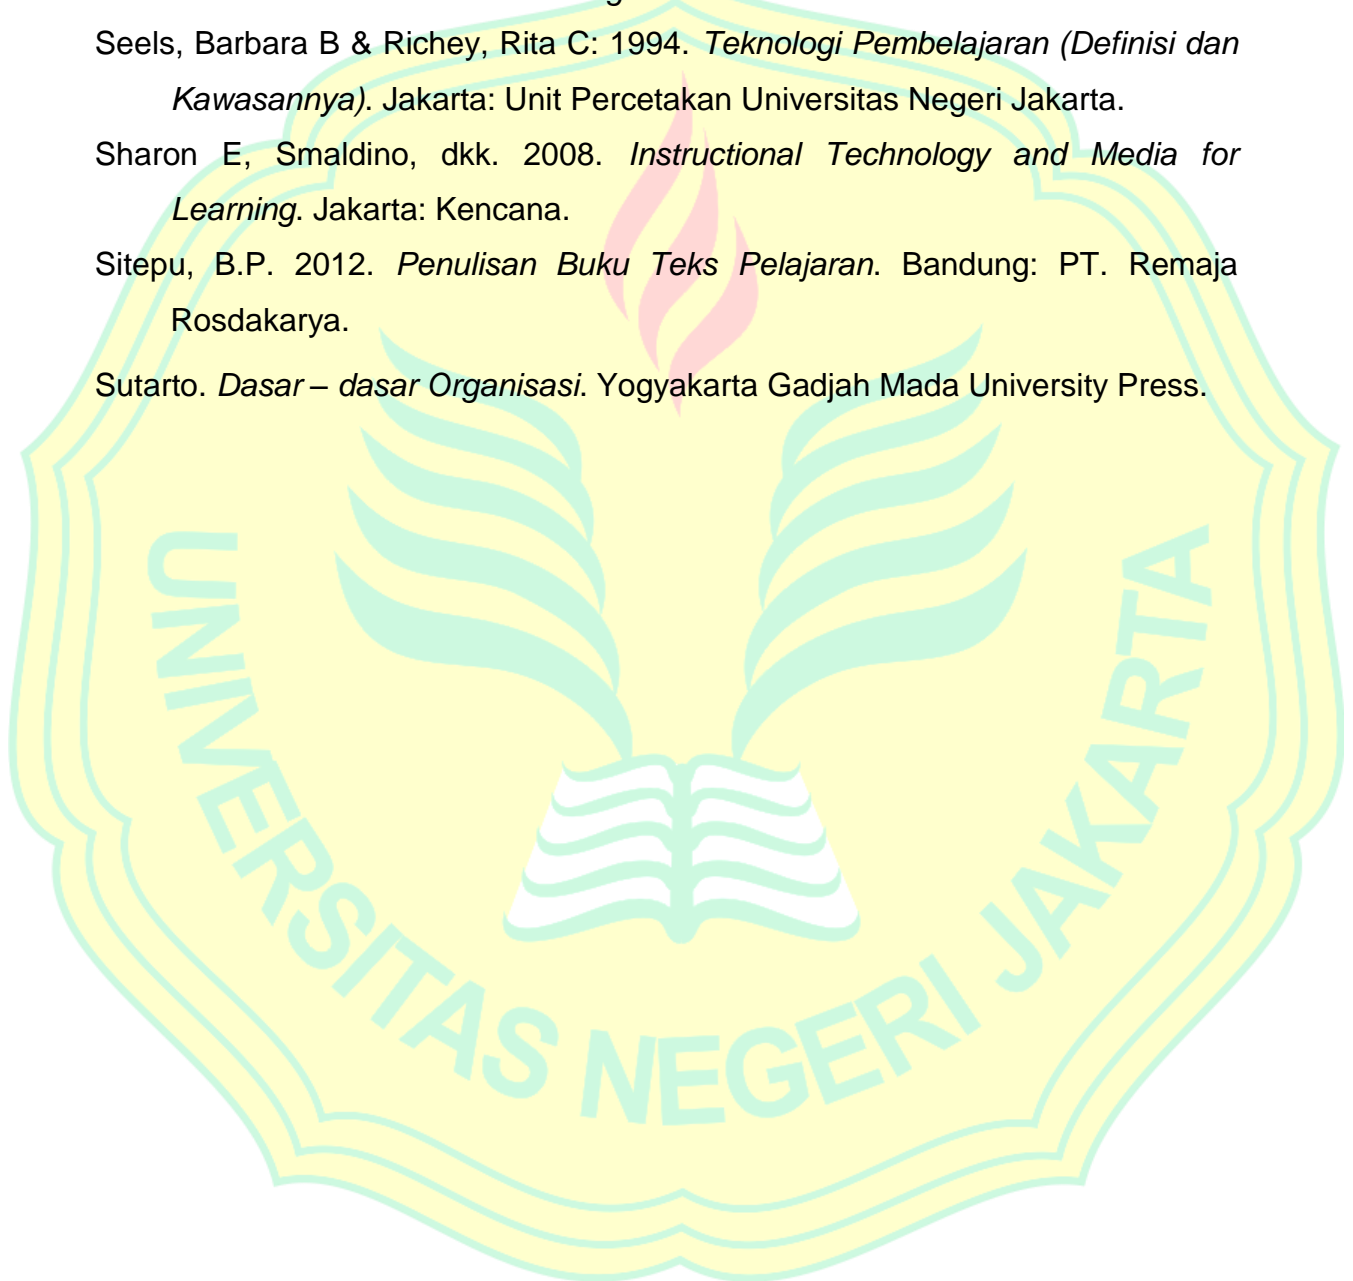 Seels, Barbara B & Richey, Rita C: 1994. Teknologi Pembelajaran (Definisi dan
Kawasannya). Jakarta: Unit Percetakan Universitas Negeri Jakarta.
Sharon E, Smaldino, dkk. 2008. Instructional Technology and Media for
Learning. Jakarta: Kencana.
Sitepu, B.P. 2012. Penulisan Buku Teks Pelajaran. Bandung: PT. Remaja
Rosdakarya.
Sutarto. Dasar – dasar Organisasi. Yogyakarta Gadjah Mada University Press.
UNIVERSITAS NEGERI JAKARTA